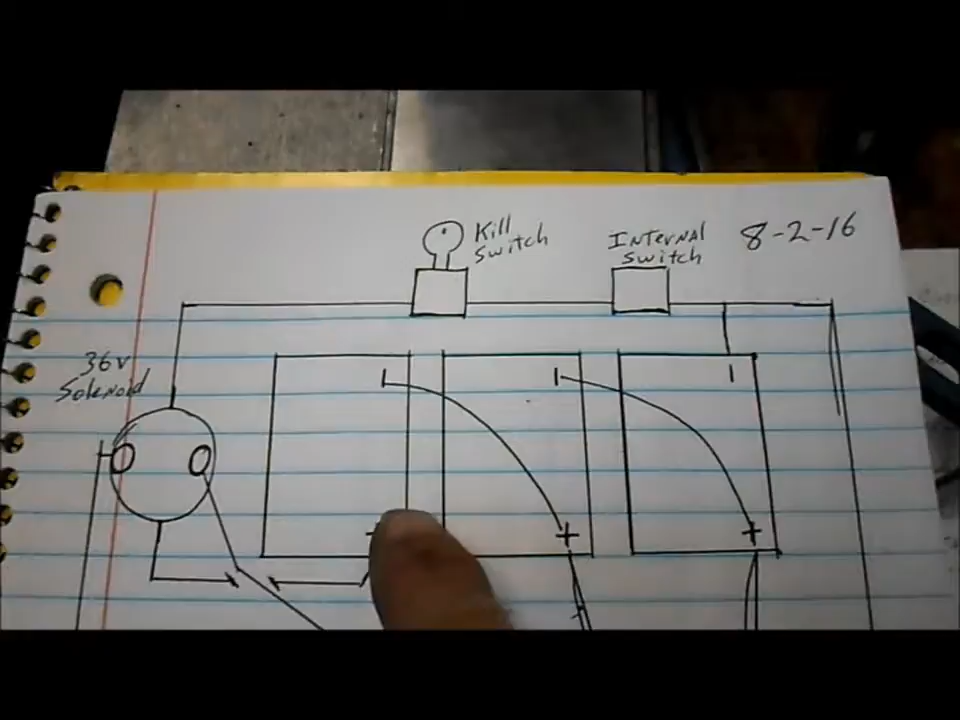 Kill
Switch
Internal
Switch
8-2-16
36v
Solenoid
+
+